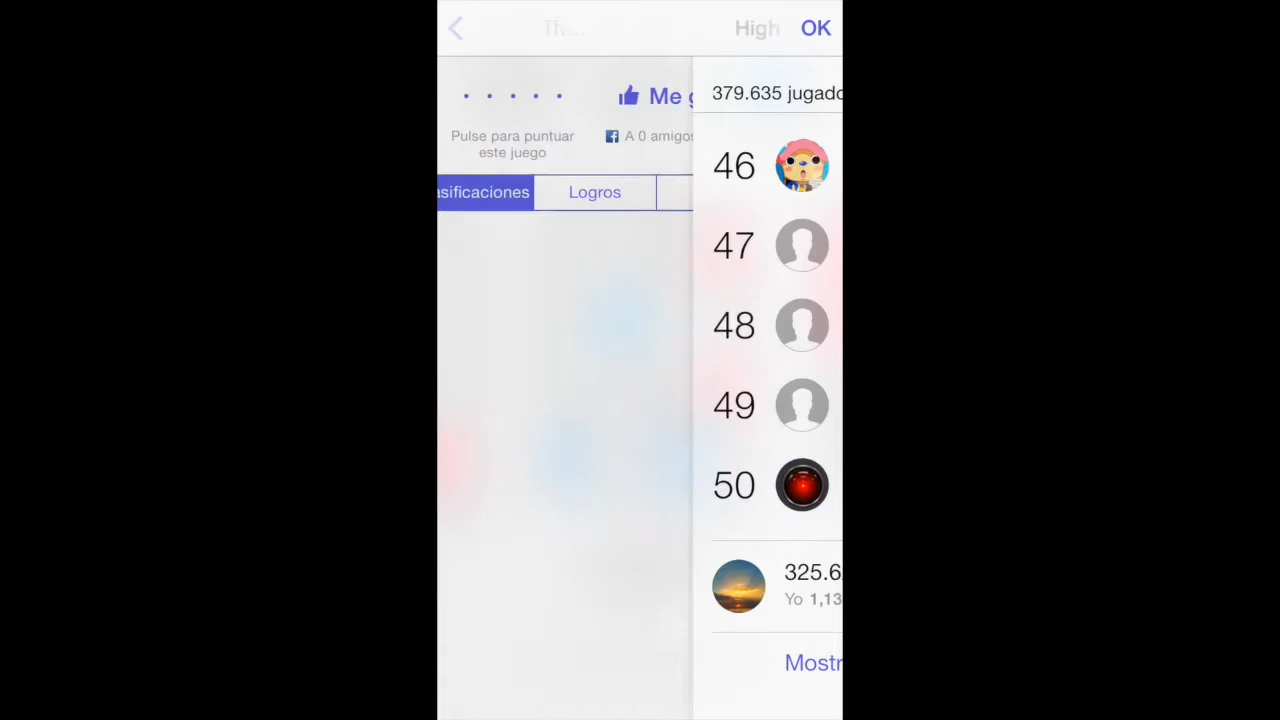 Th...
High
OK
Me g
Pulse para puntuar
este juego
A 0 amigos
asificaciones
Logros
379.635 jugado
46
47
48
49
50
325.6
Yo 1,13
Mostr